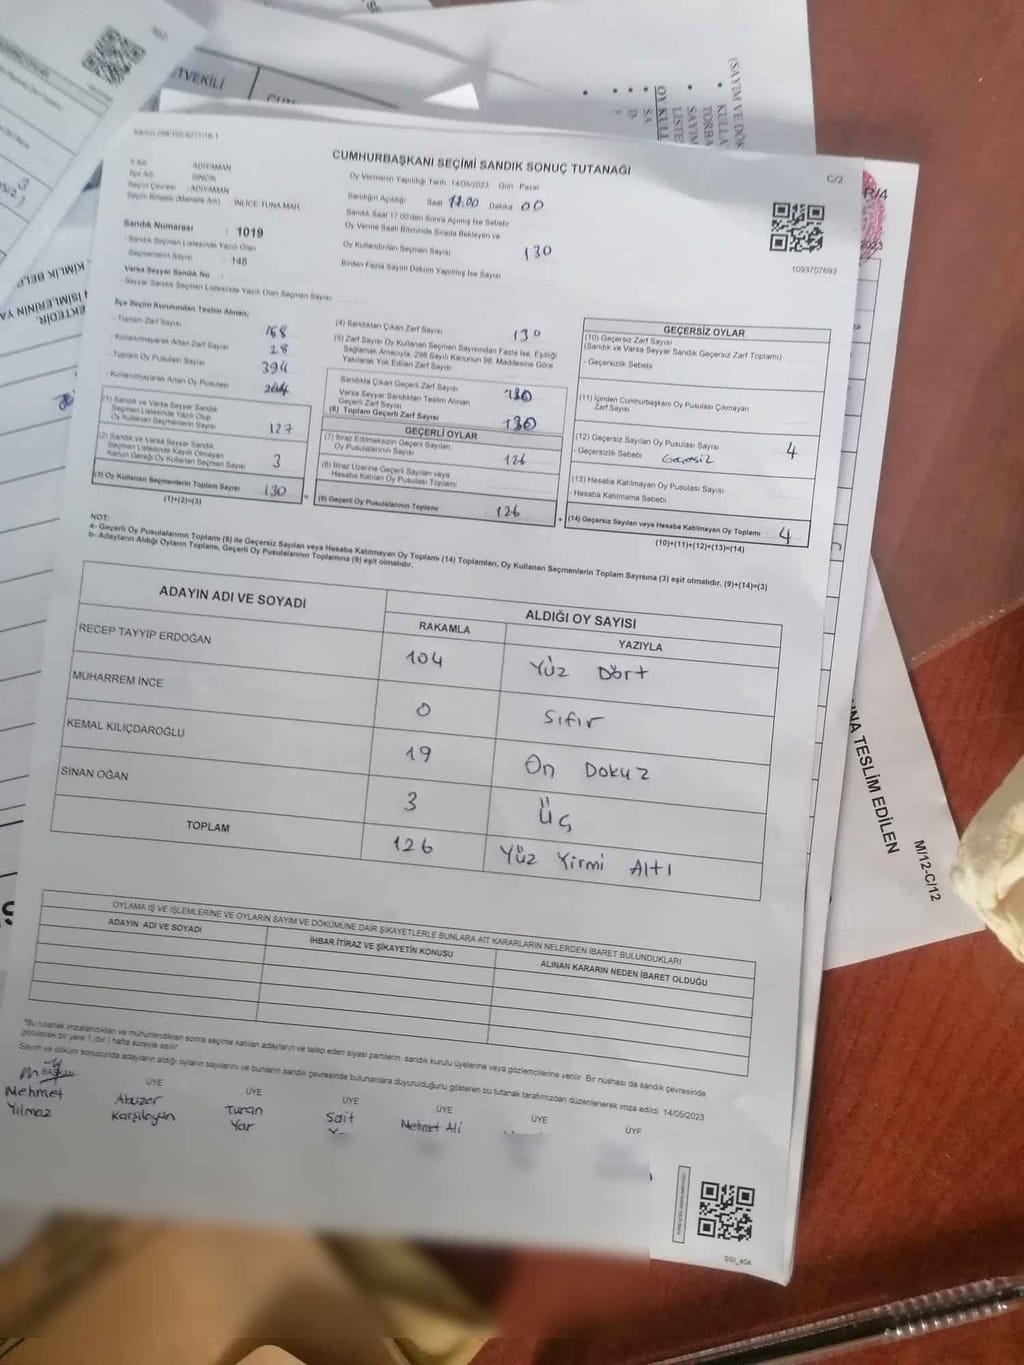 TVEKİLİ
(SAYIM VE DÖK
CUMHURBAŞKANI SEÇİMİ SANDIK SONUÇ TUTANAĞI
C/2
R/4
İl Adı ADIYAMAN
İlçe Adı SİNCİK
Seçim Çevresi : ADIYAMAN
Seçim Bölgesi (Mahalle Adı) İNLİCE-TUNA MAH.
Oy Vermenin Yapıldığı Tarih 14/05/2023 Gün Pazar
Sandığın Açıldığı Saat 17.00 Dakika 00
Sandık Saat 17.00'den Sonra Açılmış İse Sebebi
Oy Verme Saati Bitiminde Sırada Bekleyen ve
Oy Kullandırılan Seçmen Sayısı 130
Birden Fazla Sayım Döküm Yapılmış İse Sayısı
1093707693
Sandık Numarası : 1019
- Sandık Seçmen Listesinde Yazılı Olan
Seçmenlerin Sayısı : 148
Varsa Seyyar Sandık No
- Seyyar Sandık Seçmen Listesinde Yazılı Olan Seçmen Sayısı
İlçe Seçim Kurulundan Teslim Alınan;
- Toplam Zarf Sayısı 168
- Kullanılmayarak Artan Zarf Sayısı 28
- Toplam Oy Pusulası Sayısı 394
- Kullanılmayarak Artan Oy Pusulası
(1) Sandık ve Varsa Seyyar Sandık
Seçmen Listesinde Yazılı Olup
Oy Kullanan Seçmenlerin Sayısı 127
(2) Sandık ve Varsa Seyyar Sandık
Seçmen Listesinde Kayıtlı Olmayan
Kanun Gereği Oy Kullanan Seçmen Sayısı 3
(3) Oy Kullanan Seçmenlerin Toplam Sayısı 130
(1)+(2)=(3)
(4) Sandıktan Çıkan Zarf Sayısı 130
(5) Zarf Sayısı Oy Kullanan Seçmen Sayısından Fazla İse, Eşitliği
Sağlamak Amacıyla, 298 Sayılı Kanunun 98. Maddesine Göre
Yakılarak Yok Edilen Zarf Sayısı
Sandıkta Çıkan Geçerli Zarf Sayısı 130
Varsa Seyyar Sandıktan Teslim Alınan
Geçerli Zarf Sayısı
(6) Toplam Geçerli Zarf Sayısı 130
GEÇERLİ OYLAR
(7) İtiraz Edilmeksizin Geçerli Sayılan
Oy Pusulasının Sayısı 126
(8) İtiraz Üzerine Geçerli Sayılan veya
Hesaba Katılan Oy Pusulası Toplamı
(9) Geçerli Oy Pusulalarının Toplamı 126
GEÇERSİZ OYLAR
(10) Geçersiz Zarf Sayısı
(Sandık ve Varsa Seyyar Sandık Geçersiz Zarf Toplamı)
- Geçersizlik Sebebi
(11) İçinden Cumhurbaşkanı Oy Pusulası Çıkmayan
Zarf Sayısı
(12) Geçersiz Sayılan Oy Pusulası Sayısı 4
- Geçersizlik Sebebi
(13) Hesaba Katılmayan Oy Pusulası Sayısı
- Hesaba Katılmama Sebebi
(14) Geçersiz Sayılan veya Hesaba Katılmayan Oy Toplamı 4
(10)+(11)+(12)+(13)=(14)
NOT:
a- Geçerli Oy Pusulalarının Toplamı (9) ile Geçersiz Sayılan veya Hesaba Katılmayan Oy Toplamı (14) Toplamları, Oy Kullanan Seçmenlerin Toplam Sayısına (3) eşit olmalıdır. (9)+(14)=(3)
b- Adayların Aldığı Oyların Toplamı, Geçerli Oy Pusulalarının Toplamına (9) eşit olmalıdır.
ADAYIN ADI VE SOYADI
ALDIĞI OY SAYISI
RAKAMLA YAZIYLA
RECEP TAYYİP ERDOĞAN 104 Yüz Dört
MUHARREM İNCE 0 Sıfır
KEMAL KILIÇDAROĞLU 19 On Dokuz
SİNAN OĞAN 3 Üç
TOPLAM 126 Yüz Yirmi Altı
OYLAMA İŞ VE İŞLEMLERİNE VE OYLARIN SAYIM VE DÖKÜMÜNE DAİR ŞİKAYETLERLE BUNLARA AİT KARARLARIN NELERDEN İBARET BULUNDUKLARI
ADAYIN ADI VE SOYADI İHBAR İTİRAZ VE ŞİKAYETİN KONUSU ALINAN KARARIN NEDEN İBARET OLDUĞU
*Bu tutanak imzalandıktan ve mühürlendikten sonra seçime katılan adayların ve talep eden siyasi partilerin sandık kurulu üyelerine veya gözlemcilerine verilir. Bir nüshası da sandık çevresinde
görülecek bir yere 1 (bir) hafta süreyle asılır.
Sayım ve döküm sonucunda adayların aldığı oyların sayılarını ve bunların sandık çevresinde bulunanlara duyurulduğunu gösteren bu tutanak tarafımızdan düzenlenerek imza edildi. 14/05/2023
BAŞKAN ÜYE ÜYE ÜYE ÜYE ÜYE ÜYE
Mehmet Abuzer Turan Sait Mehmet Ali
Yılmaz Karşılayan Yar
SSİ_404
NA TESLİM EDİLEN
M/12-C/12